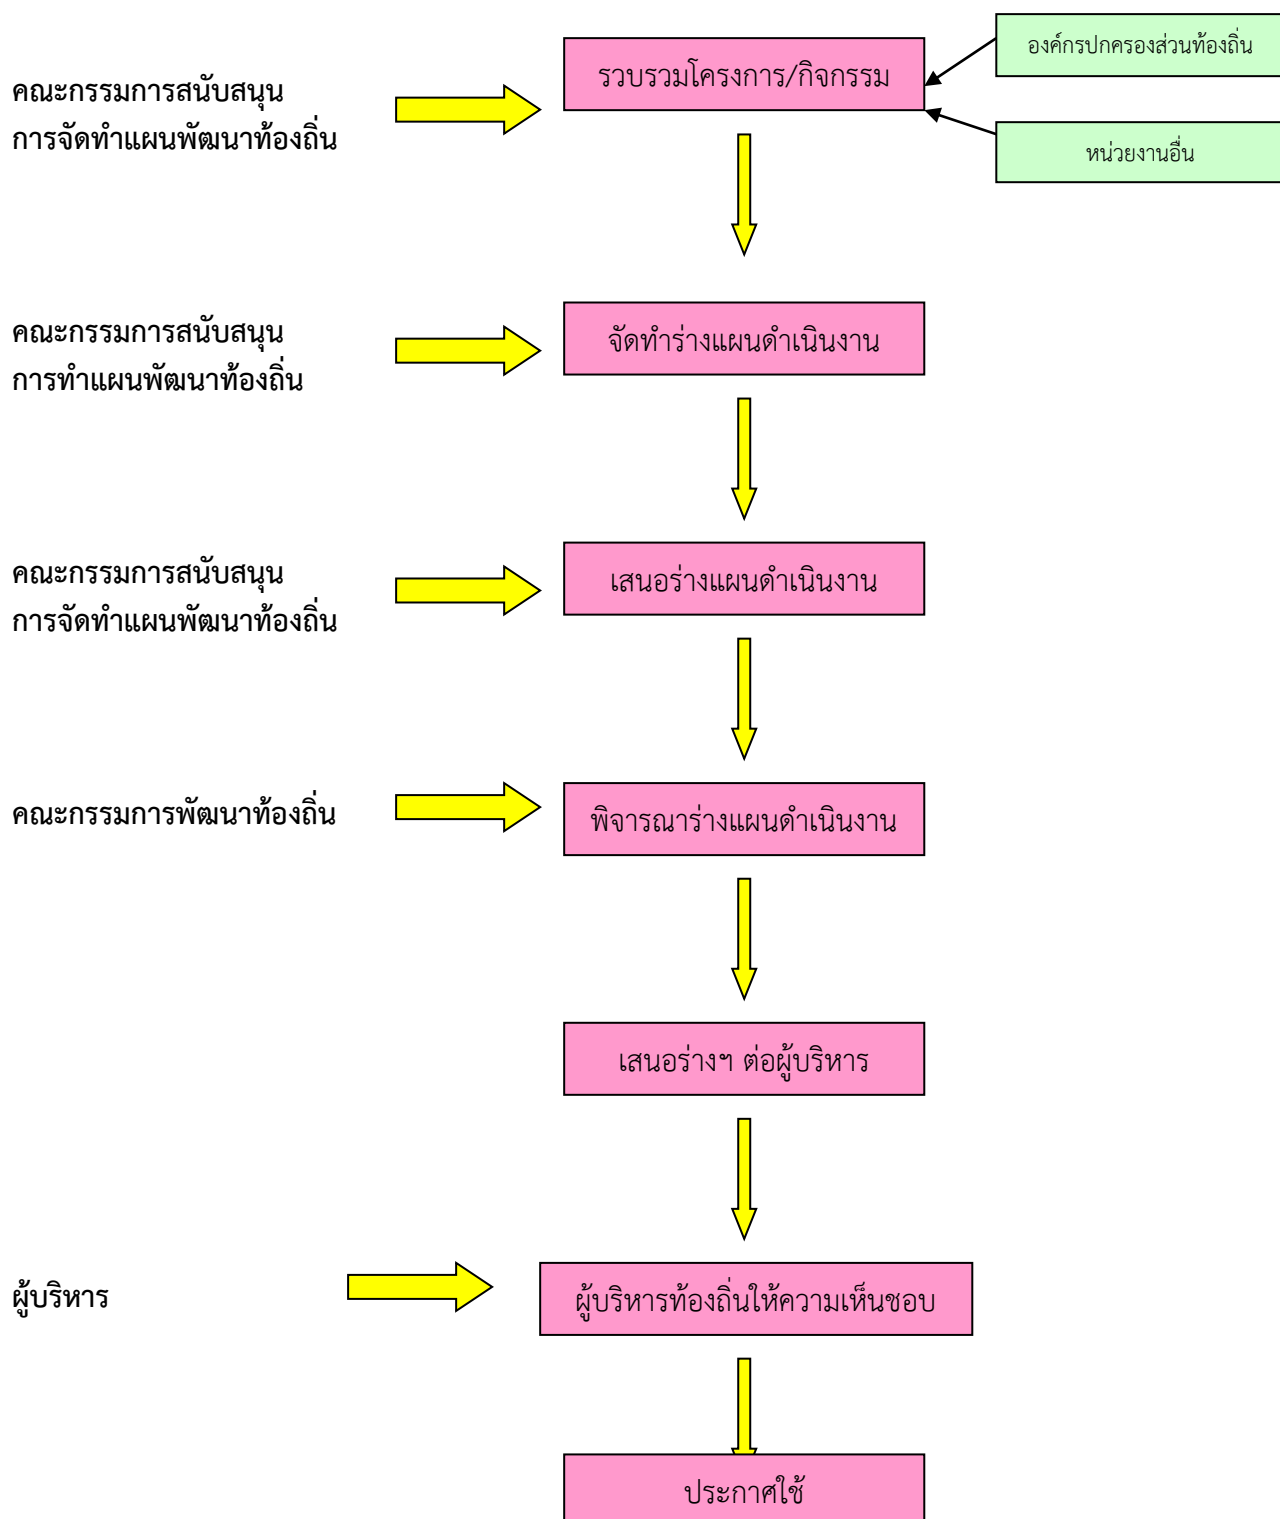 องค์กรปกครองส่วนท้องถิ่น
รวบรวมโครงการ/กิจกรรม
คณะกรรมการสนับสนุน
การจัดทำแผนพัฒนาท้องถิ่น
หน่วยงานอื่น
คณะกรรมการสนับสนุน
การทำแผนพัฒนาท้องถิ่น
จัดทำร่างแผนดำเนินงาน
คณะกรรมการสนับสนุน
การจัดทำแผนพัฒนาท้องถิ่น
เสนอร่างแผนดำเนินงาน
คณะกรรมการพัฒนาท้องถิ่น
พิจารณาร่างแผนดำเนินงาน
เสนอร่างฯ ต่อผู้บริหาร
ผู้บริหาร
ผู้บริหารท้องถิ่นให้ความเห็นชอบ
ประกาศใช้